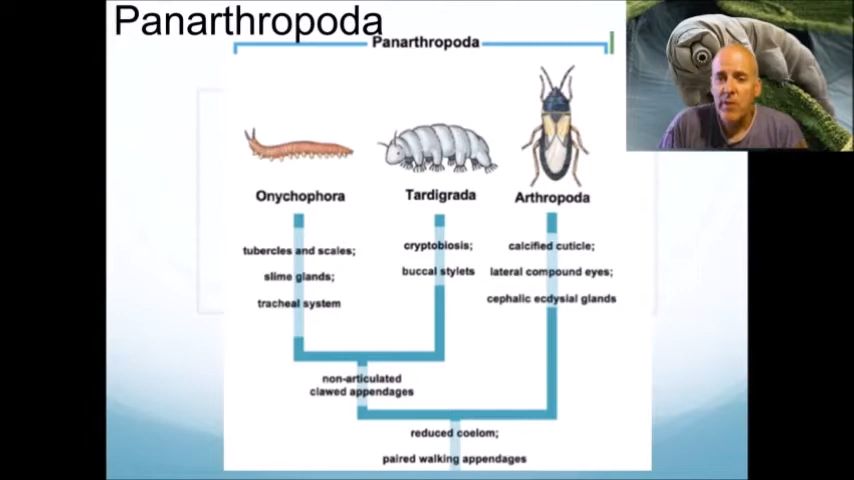 Panarthropoda
Panarthropoda
Onychophora
Tardigrada
Arthropoda
tubercles and scales;
slime glands;
tracheal system
cryptobiosis;
buccal stylets
calcified cuticle;
lateral compound eyes;
cephalic ecdysial glands
non-articulated
clawed appendages
reduced coelom;
paired walking appendages